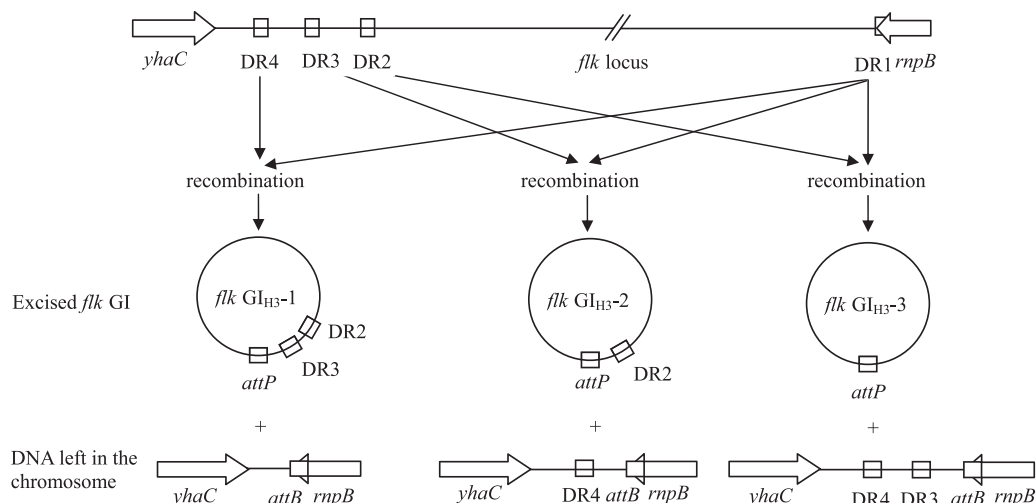 yhaC DR4 DR3 DR2 flk locus DR1 rnpB
recombination recombination recombination
Excised flk GI
flk GIH3-1 flk GIH3-2 flk GIH3-3
DR2
DR3
attP
DR2
attP
attP
+ + +
DNA left in the
chromosome
yhaC attB rnpB
yhaC DR4 attB rnpB
yhaC DR4 DR3 attB rnpB